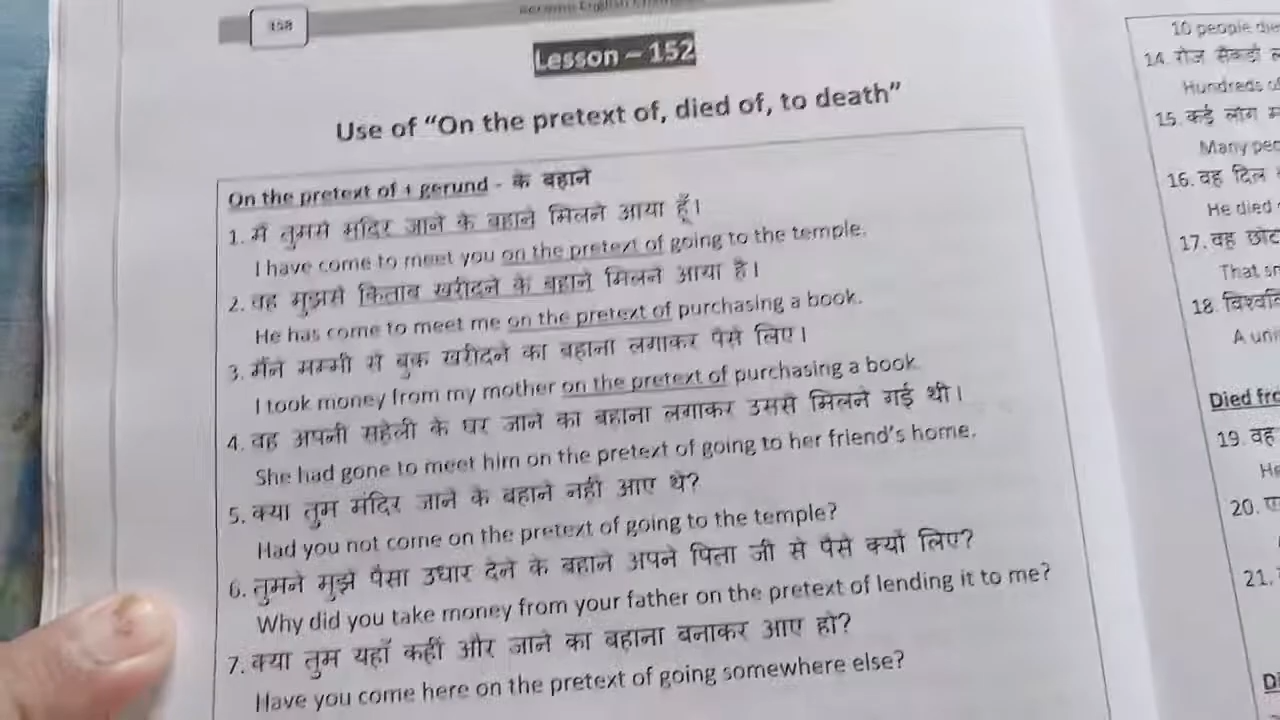 158
Lesson – 152
Use of “On the pretext of, died of, to death”
On the pretext of + gerund - के बहाने
1. मैं तुमसे मंदिर जाने के बहाने मिलने आया हूँ।
I have come to meet you on the pretext of going to the temple.
2. वह मुझसे किताब खरीदने के बहाने मिलने आया है।
He has come to meet me on the pretext of purchasing a book.
3. मैंने मम्मी से बुक खरीदने का बहाना लगाकर पैसे लिए।
I took money from my mother on the pretext of purchasing a book
4. वह अपनी सहेली के घर जाने का बहाना लगाकर उससे मिलने गई थी।
She had gone to meet him on the pretext of going to her friend’s home.
5. क्या तुम मंदिर जाने के बहाने नहीं आए थे?
Had you not come on the pretext of going to the temple?
6. तुमने मुझे पैसा उधार देने के बहाने अपने पिता जी से पैसे क्यों लिए?
Why did you take money from your father on the pretext of lending it to me?
7. क्या तुम यहाँ कहीं और जाने का बहाना बनाकर आए हो?
Have you come here on the pretext of going somewhere else?
10 people
14. रोज सैकड़ों
Hundreds
15. कई लोग
Many
16. वह दिल
He died
17. वह
That
18.
A
Died
19. वह
He
20.
21.